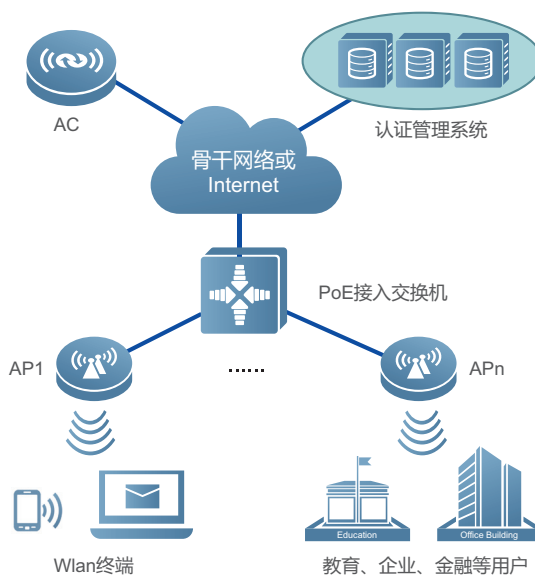 AC
认证管理系统
骨干网络或
Internet
PoE接入交换机
AP1
......
APn
Education
Office Building
Wlan终端
教育、企业、金融等用户